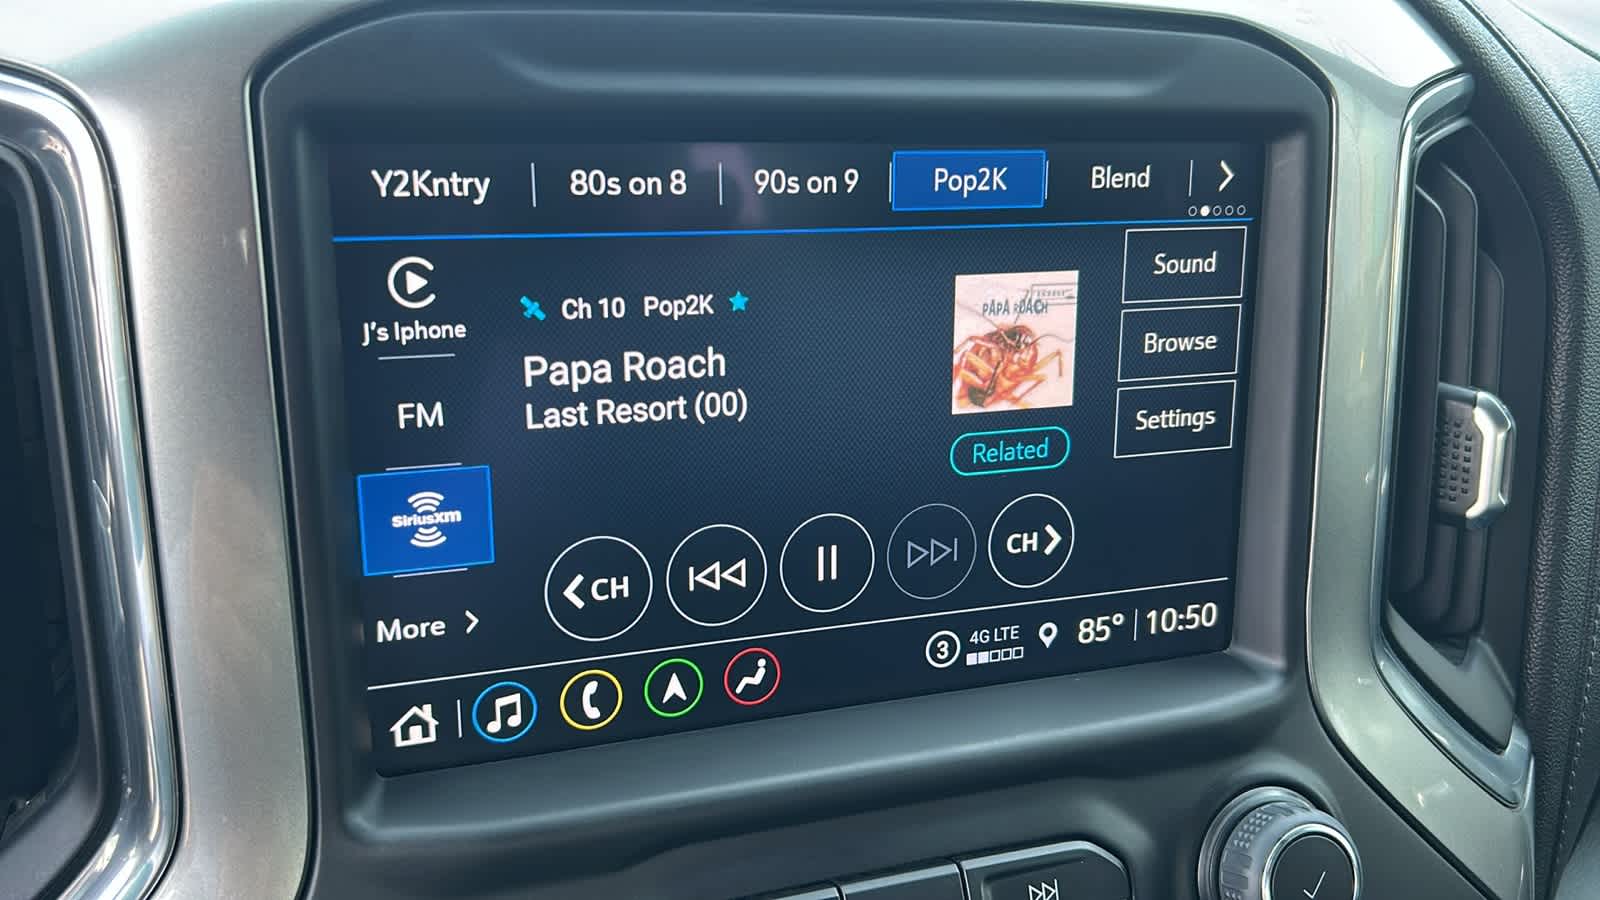 Y2Kntry
80s on 8
90s on 9
Pop2K
Blend
J's Iphone
Ch 10 Pop2K
PAPA ROACH
Sound
Browse
Settings
Papa Roach
Last Resort (00)
FM
Related
SiriusXM
CH
CH
More
3
4G LTE
85°
10:50